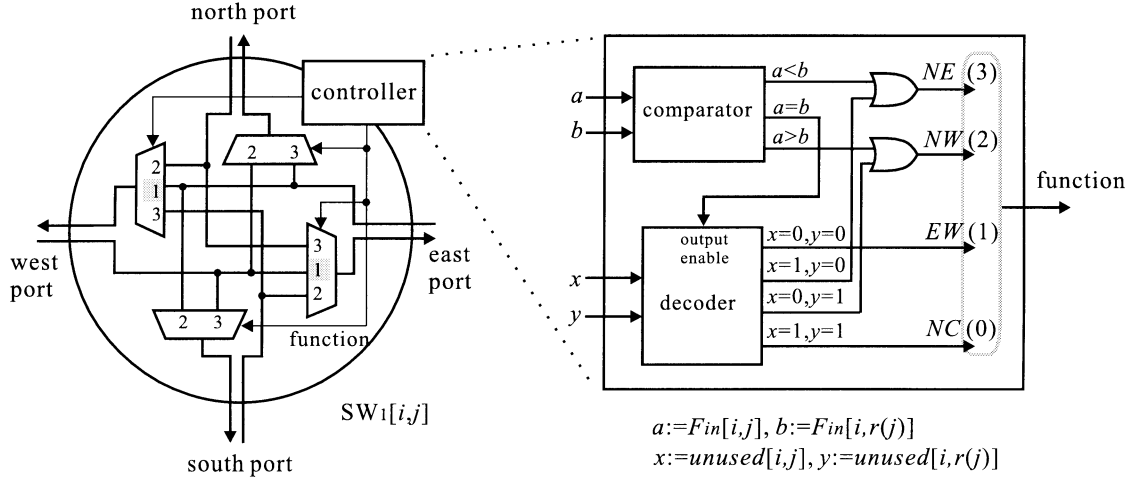 north port
controller
2 3
2
1
3
3
1
2
2 3
west
port
east
port
function
SW1[i,j]
south port
a
b
comparator
a<b
a=b
a>b
NE (3)
NW (2)
EW (1)
NC (0)
function
output
enable
x
y
decoder
x=0,y=0
x=1,y=0
x=0,y=1
x=1,y=1
a:=Fin[i,j], b:=Fin[i,r(j)]
x:=unused[i,j], y:=unused[i,r(j)]